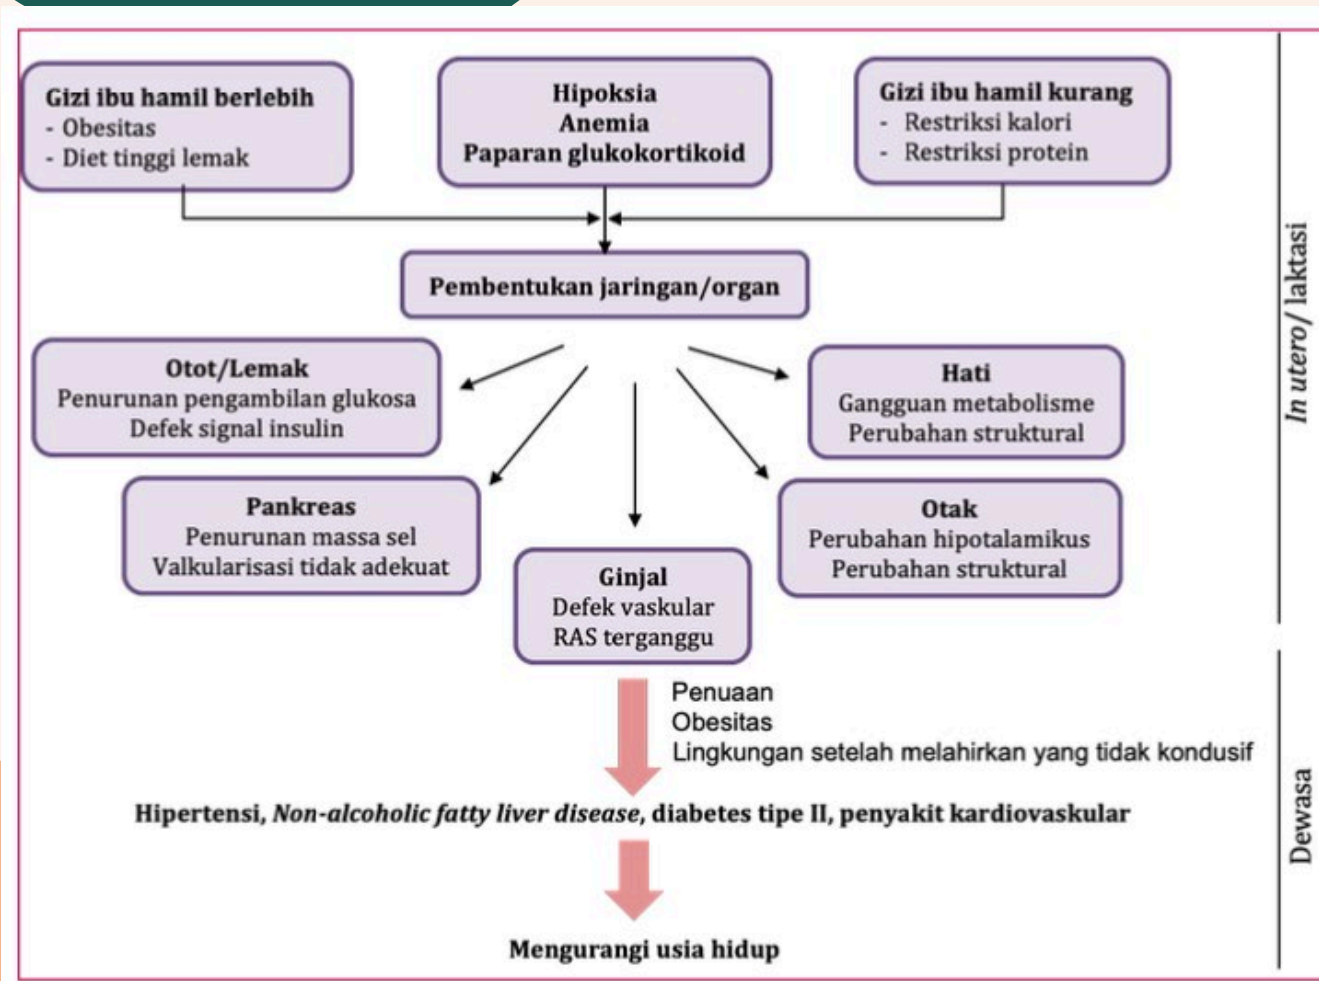 Gizi ibu hamil berlebih
- Obesitas
- Diet tinggi lemak
Hipoksia
Anemia
Paparan glukokortikoid
Gizi ibu hamil kurang
- Restriksi kalori
- Restriksi protein
Pembentukan jaringan/organ
Otot/Lemak
Penurunan pengambilan glukosa
Defek signal insulin
Hati
Gangguan metabolisme
Perubahan struktural
Pankreas
Penurunan massa sel
Valkularisasi tidak adekuat
Otak
Perubahan hipotalamikus
Perubahan struktural
Ginjal
Defek vaskular
RAS terganggu
In utero/ laktasi
Penuaan
Obesitas
Lingkungan setelah melahirkan yang tidak kondusif
Hipertensi, Non-alcoholic fatty liver disease, diabetes tipe II, penyakit kardiovaskular
Mengurangi usia hidup
Dewasa